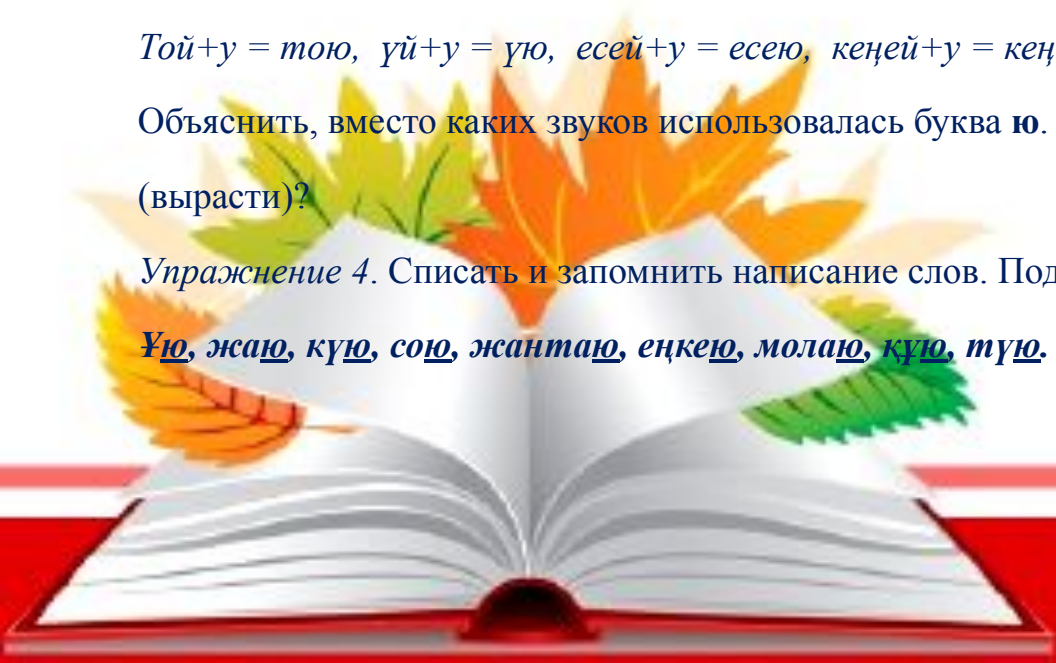 Той+у = тою, үй+у = үю, есей+у = есею, кеңей+у = кең
Объяснить, вместо каких звуков использовалась буква ю.
(вырасти)?
Упражнение 4. Списать и запомнить написание слов. Под
Ұю, жаю, күю, сою, жантаю, еңкею, молаю, құю, түю.